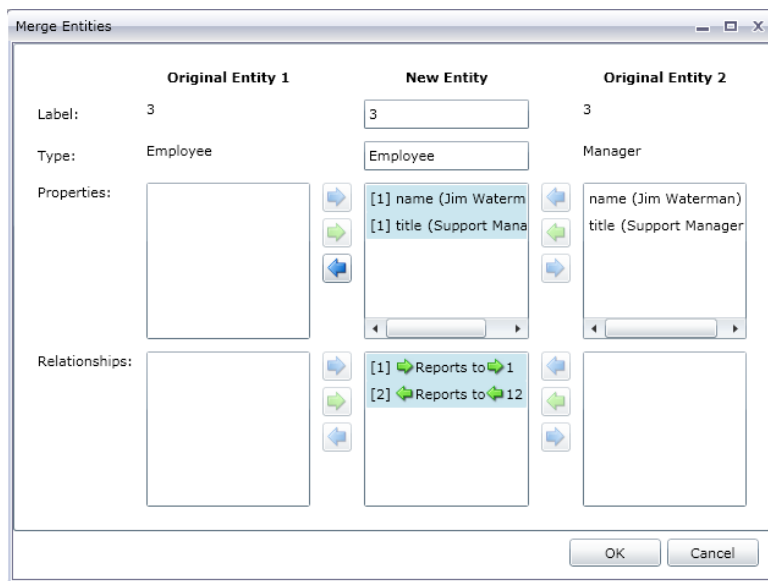 Merge Entities
Original Entity 1 New Entity Original Entity 2
Label: 3 3 3
Type: Employee Employee Manager
Properties: [1] name (Jim Waterm name (Jim Waterman)
[1] title (Support Mana title (Support Manager
Relationships: [1] Reports to 1
[2] Reports to 12
OK Cancel